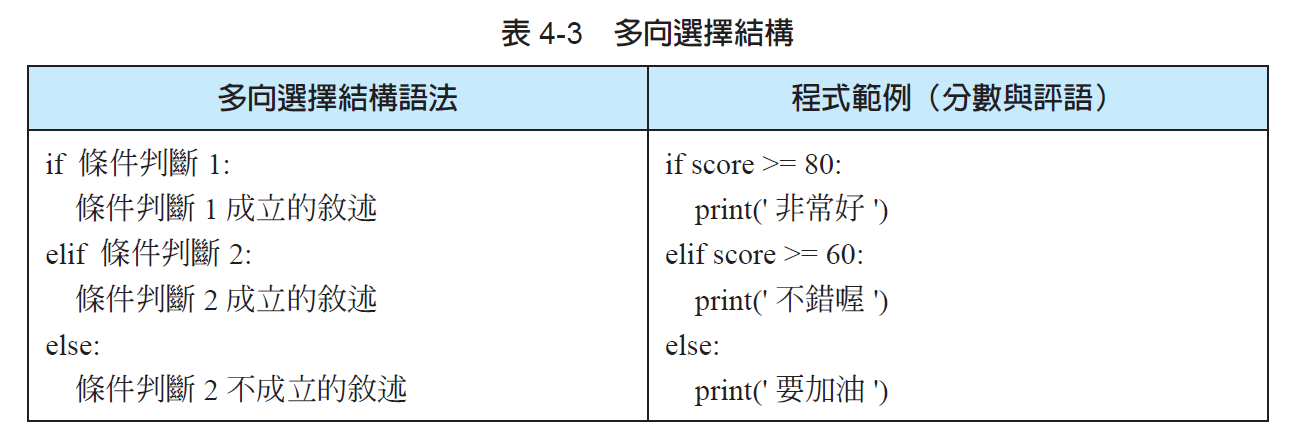 表 4-3　多向選擇結構
多向選擇結構語法
程式範例（分數與評語）
if 條件判斷 1:
條件判斷 1 成立的敘述
elif 條件判斷 2:
條件判斷 2 成立的敘述
else:
條件判斷 2 不成立的敘述
if score >= 80:
print(' 非常好 ')
elif score >= 60:
print(' 不錯喔 ')
else:
print(' 要加油 ')